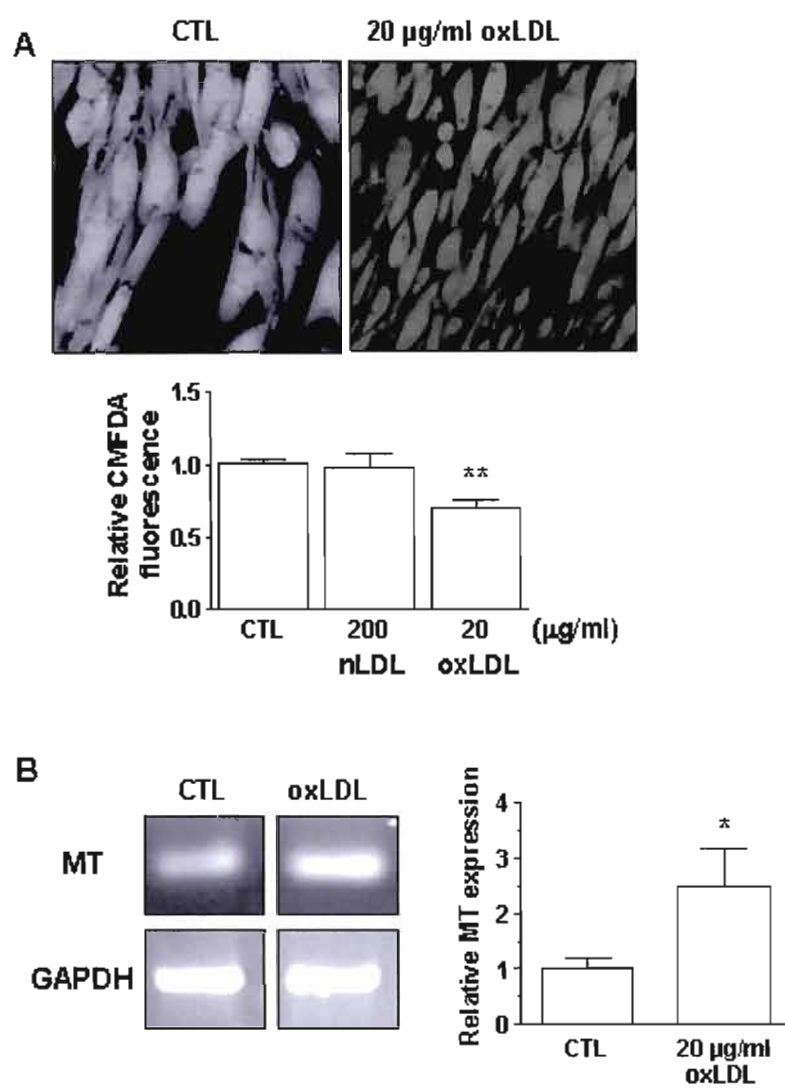 A
CTL 20 µg/ml oxLDL
Relative CMFDA
fluorescence
1.5
1.0
0.5
0.0
**
CTL 200 20 (µg/ml)
nLDL oxLDL
B
CTL oxLDL
MT
GAPDH
Relative MT expression
4
3
2
1
0
*
CTL 20 µg/ml
oxLDL